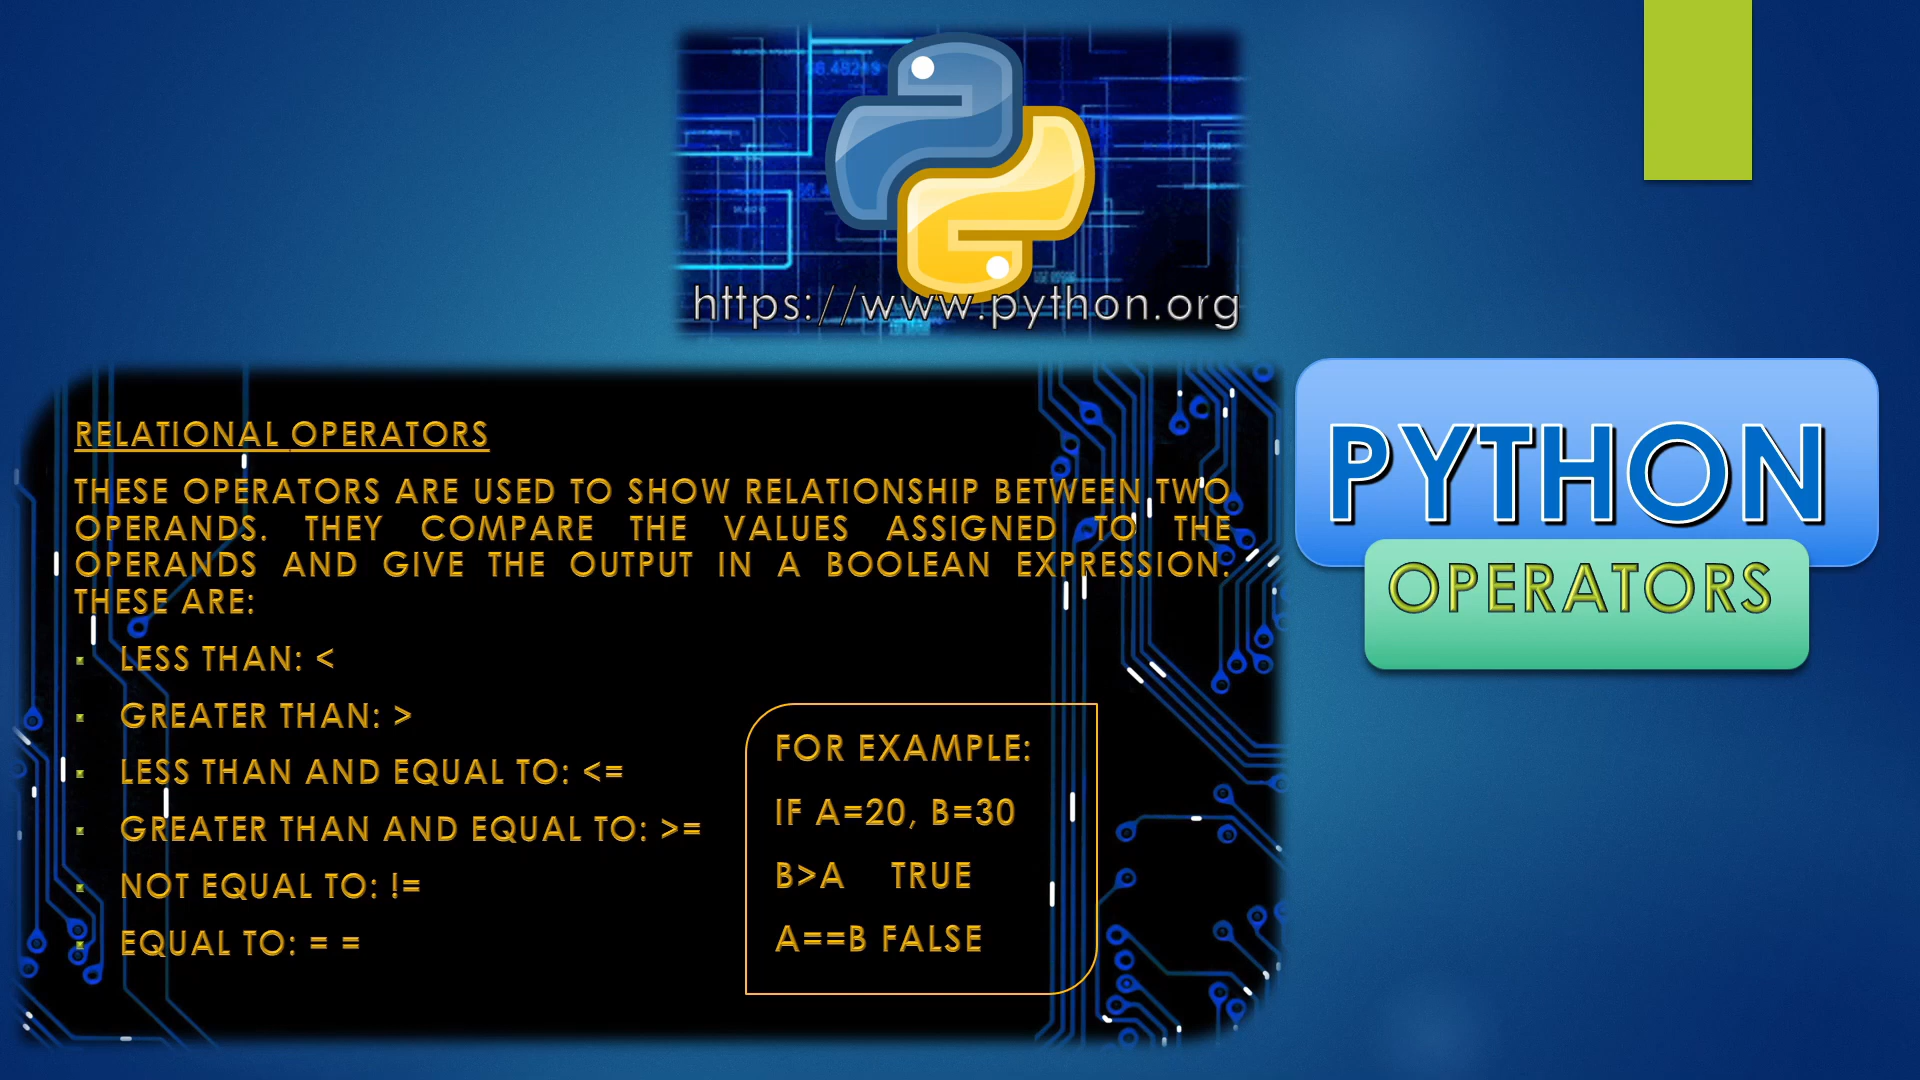 https://www.python.org
RELATIONAL OPERATORS
THESE OPERATORS ARE USED TO SHOW RELATIONSHIP BETWEEN TWO
OPERANDS. THEY COMPARE THE VALUES ASSIGNED TO THE
OPERANDS AND GIVE THE OUTPUT IN A BOOLEAN EXPRESSION.
THESE ARE:
LESS THAN: <
GREATER THAN: >
LESS THAN AND EQUAL TO: <=
GREATER THAN AND EQUAL TO: >=
NOT EQUAL TO: !=
EQUAL TO: = =
FOR EXAMPLE:
IF A=20, B=30
B>A TRUE
A==B FALSE
PYTHON
OPERATORS